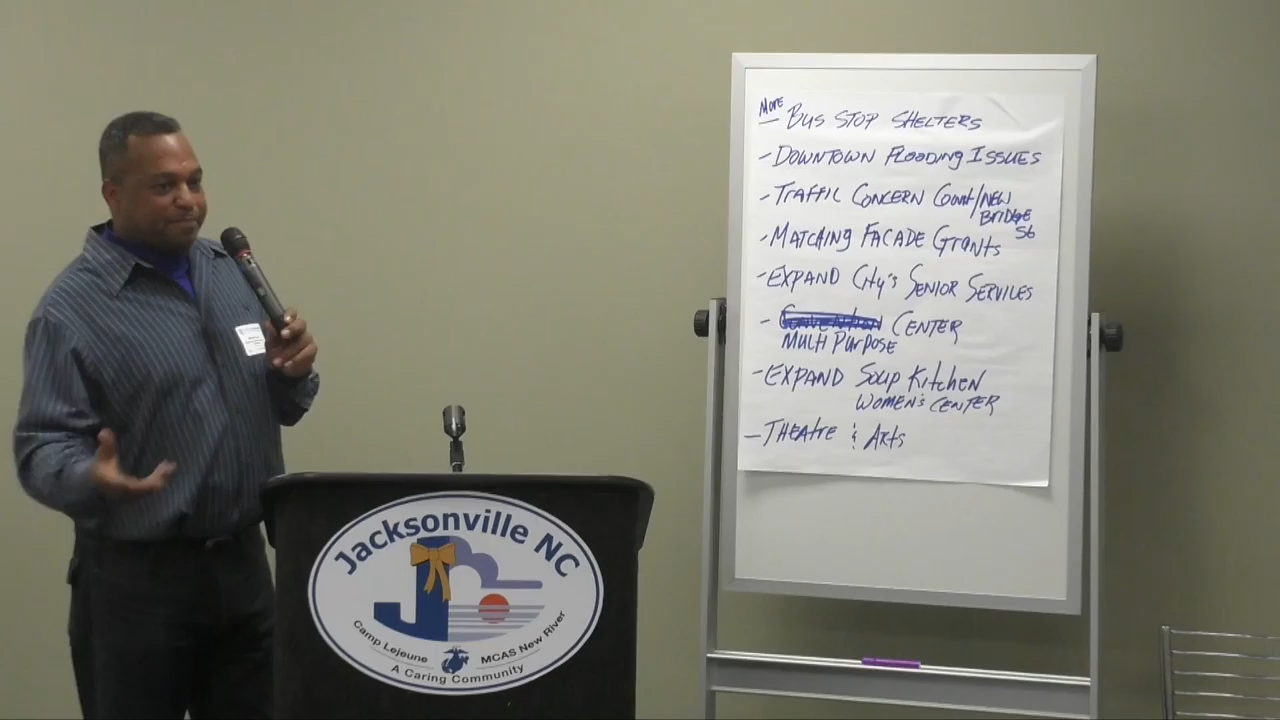 MORE
- BUS STOP SHELTERS
- DOWNTOWN FLOODING ISSUES
- TRAFFIC CONCERN Court/NEW
BRIDGE
56
- MATCHING FACADE GRANTS
- EXPAND City's SENIOR SERVICES
- CENTER
MULTI PURPOSE
- EXPAND SOUP KITCHEN
WOMEN'S CENTER
- THEATRE & ARTS
Jacksonville NC
Camp Lejeune MCAS New River
A Caring Community